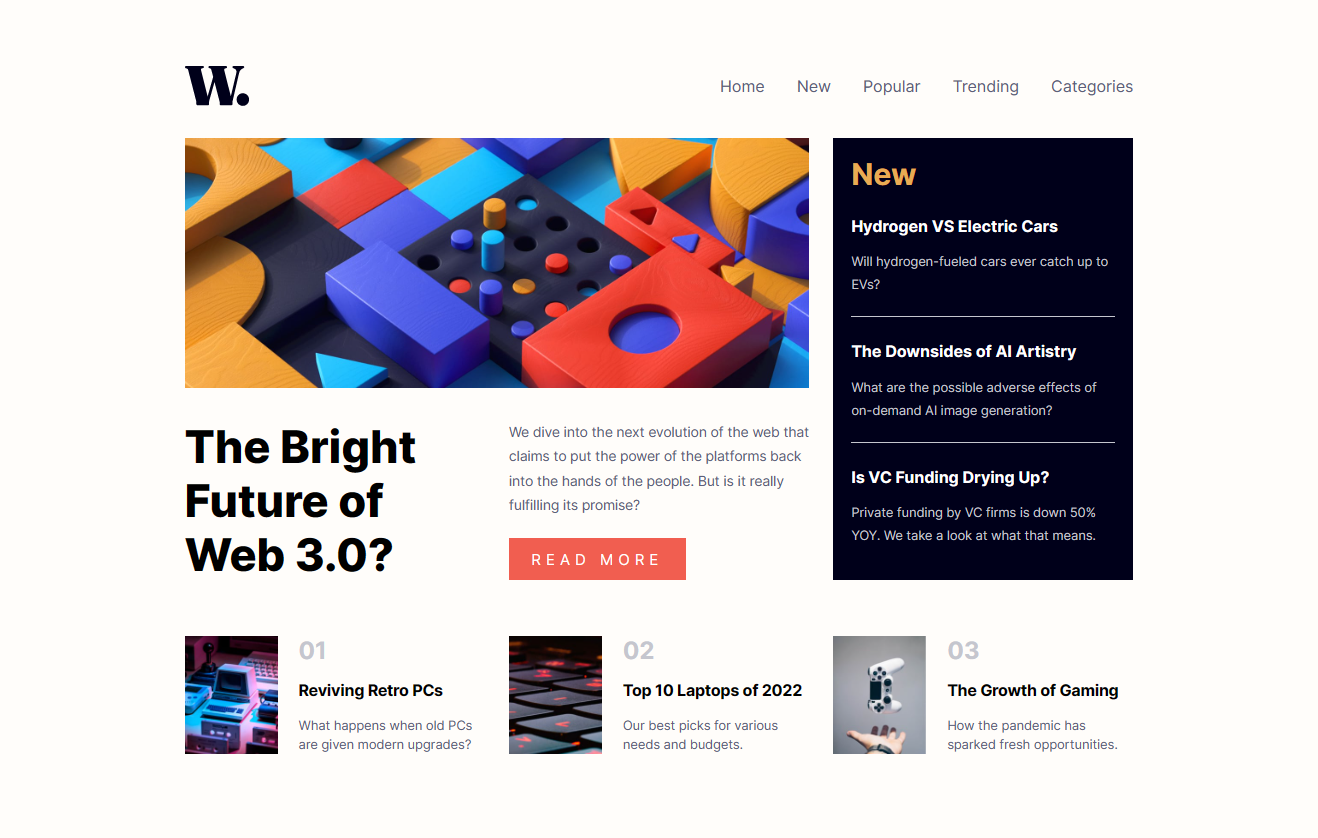 W.
Home New Popular Trending Categories
The Bright
Future of
Web 3.0?
We dive into the next evolution of the web that
claims to put the power of the platforms back
into the hands of the people. But is it really
fulfilling its promise?
READ MORE
New
Hydrogen VS Electric Cars
Will hydrogen-fueled cars ever catch up to
EVs?
The Downsides of AI Artistry
What are the possible adverse effects of
on-demand AI image generation?
Is VC Funding Drying Up?
Private funding by VC firms is down 50%
YOY. We take a look at what that means.
01
Reviving Retro PCs
What happens when old PCs
are given modern upgrades?
02
Top 10 Laptops of 2022
Our best picks for various
needs and budgets.
03
The Growth of Gaming
How the pandemic has
sparked fresh opportunities.